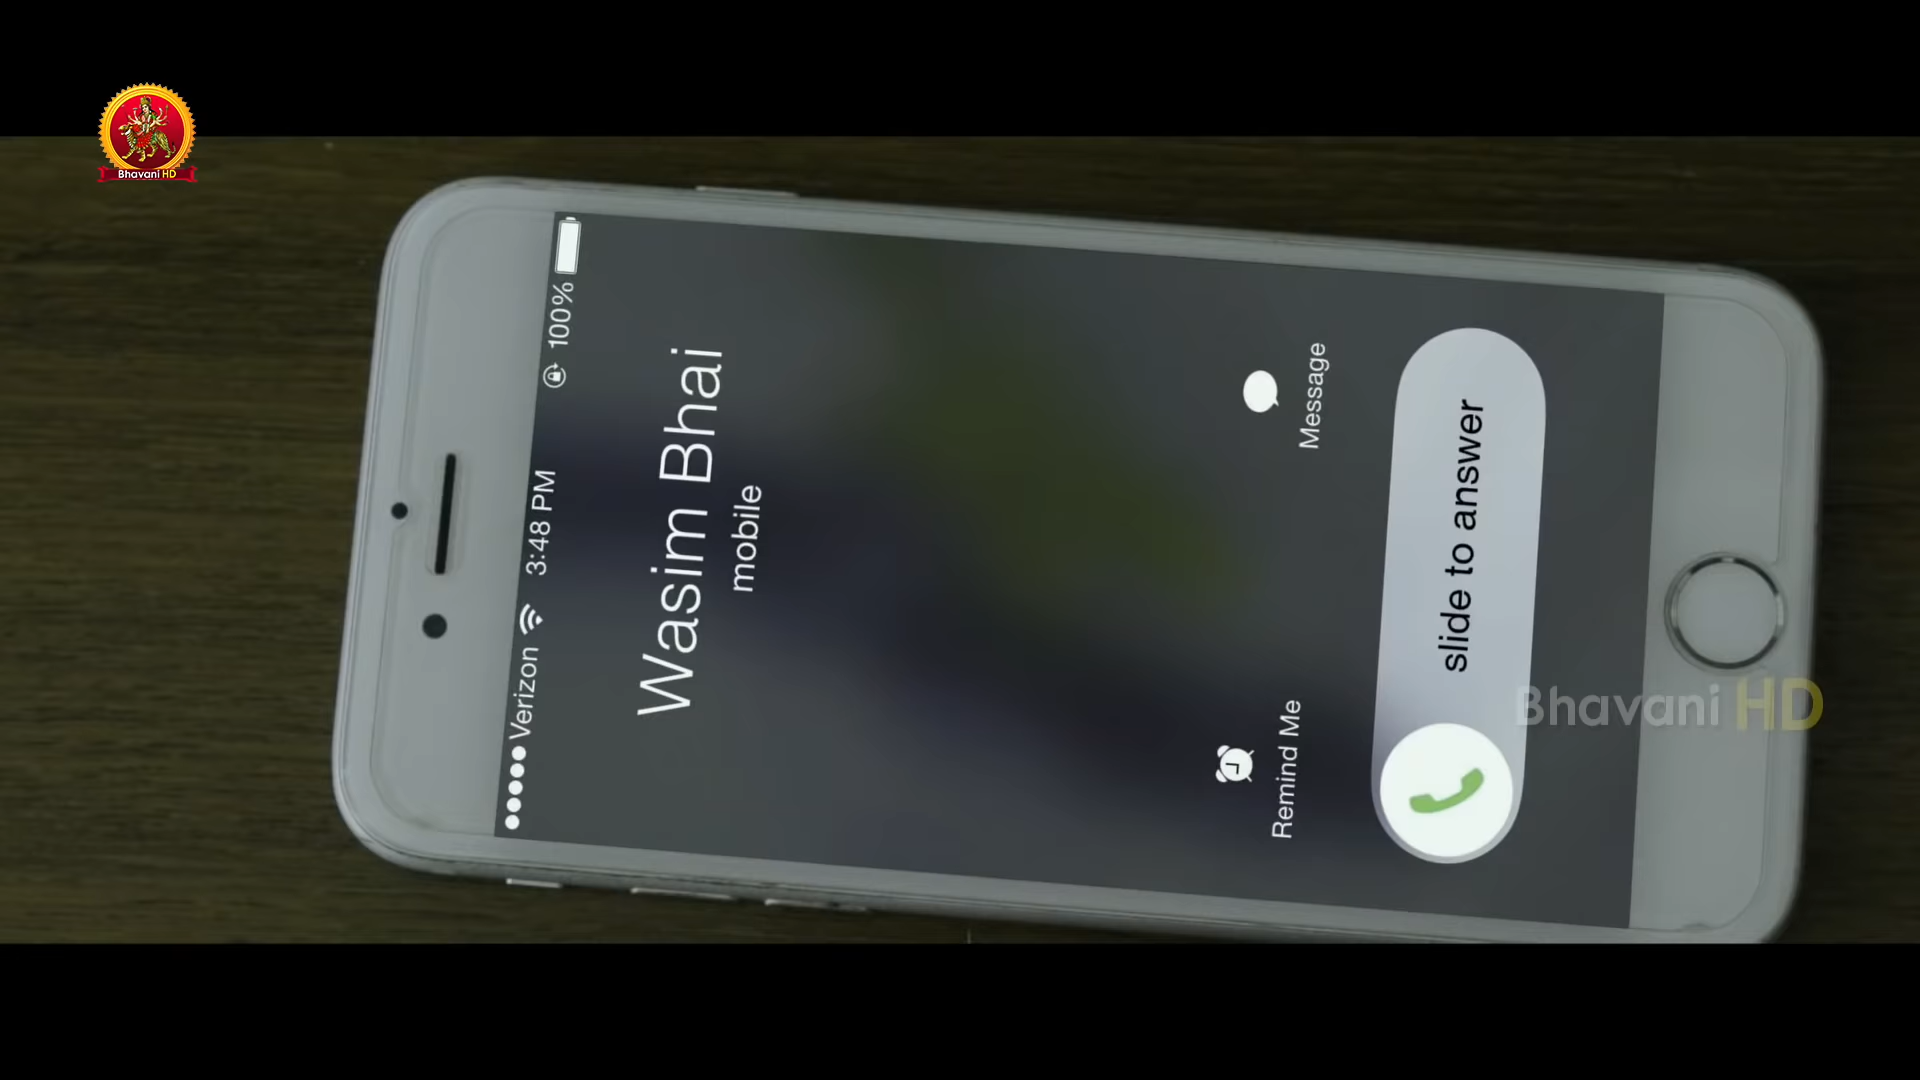 Bhavani HD
Verizon 3:48 PM 100%
Wasim Bhai
mobile
Remind Me Message
slide to answer
Bhavani HD